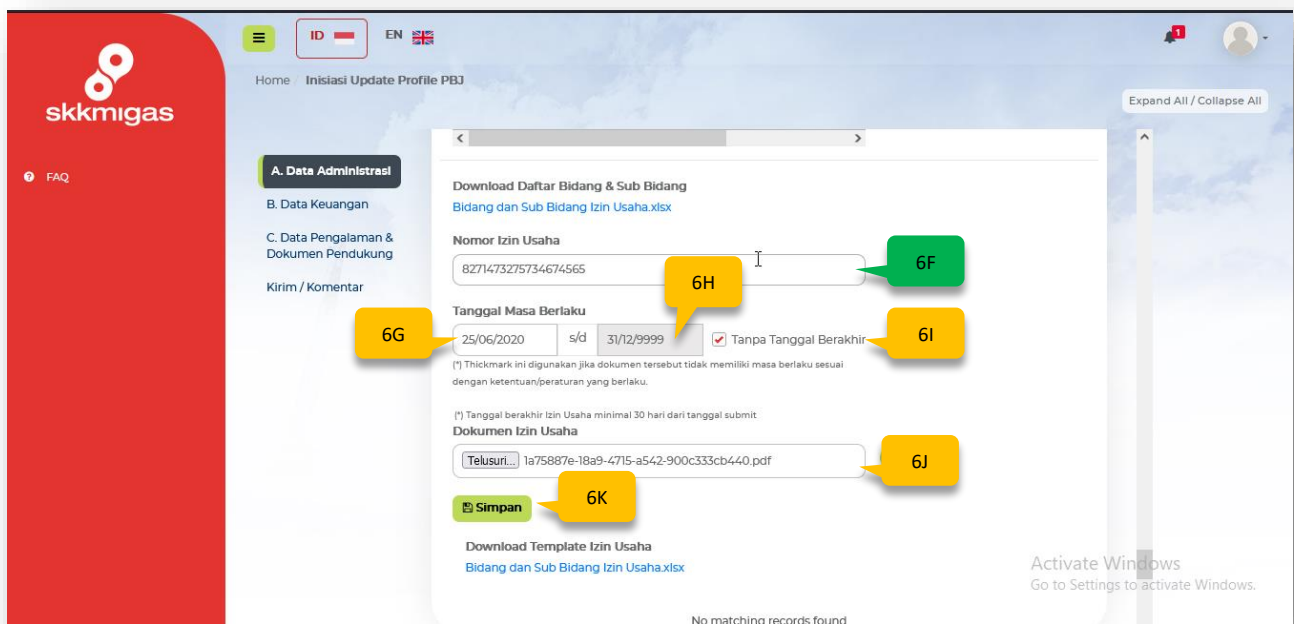 ID
EN
1
Home / Inisiasi Update Profile PBJ
Expand All / Collapse All
skkmigas
FAQ
A. Data Administrasi
B. Data Keuangan
C. Data Pengalaman &
Dokumen Pendukung
Kirim / Komentar
Download Daftar Bidang & Sub Bidang
Bidang dan Sub Bidang Izin Usaha.xlsx
Nomor Izin Usaha
8271473275734674565
6F
6H
Tanggal Masa Berlaku
6G
25/06/2020 s/d 31/12/9999 Tanpa Tanggal Berakhir
6I
(*) Thickmark ini digunakan jika dokumen tersebut tidak memiliki masa berlaku sesuai
dengan ketentuan/peraturan yang berlaku.
(*) Tanggal berakhir Izin Usaha minimal 30 hari dari tanggal submit
Dokumen Izin Usaha
Telusuri... 1a75887e-18a9-4715-a542-900c333cb440.pdf
6J
6K
Simpan
Download Template Izin Usaha
Bidang dan Sub Bidang Izin Usaha.xlsx
Activate Windows
Go to Settings to activate Windows.
No matching records found